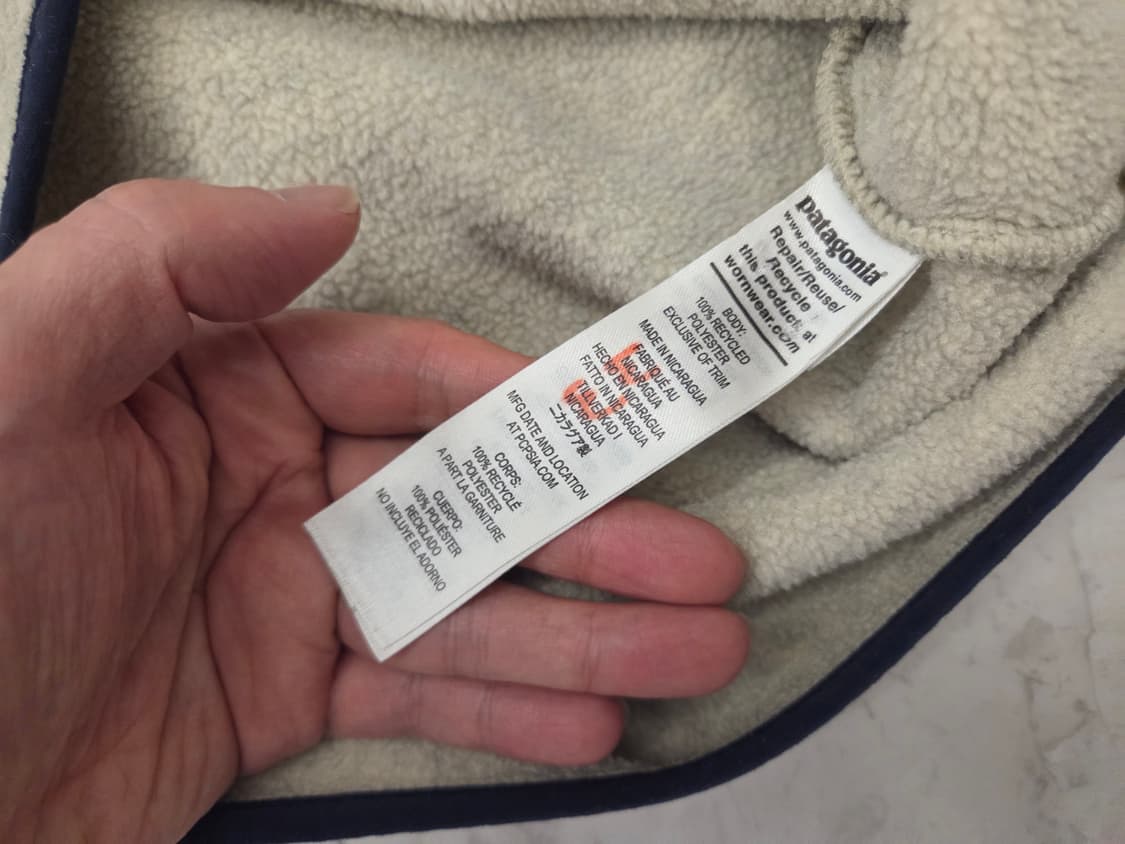 patagonia®
www.patagonia.com
Repair/Reuse/
Recycle
this product at
wornwear.com
BODY:
100% RECYCLED
POLYESTER
EXCLUSIVE OF TRIM
MADE IN NICARAGUA
FABRIQUÉ AU
NICARAGUA
HECHO EN NICARAGUA
FATTO IN NICARAGUA
TILLVERKAD I
NICARAGUA
ニカラグア製
MFG DATE AND LOCATION
AT PCPSIA.COM
CORPS:
100% RECYCLÉ
POLYESTER
A PART LA GARNITURE
CUERPO:
100% POLIÉSTER
RECICLADO
NO INCLUYE EL ADORNO